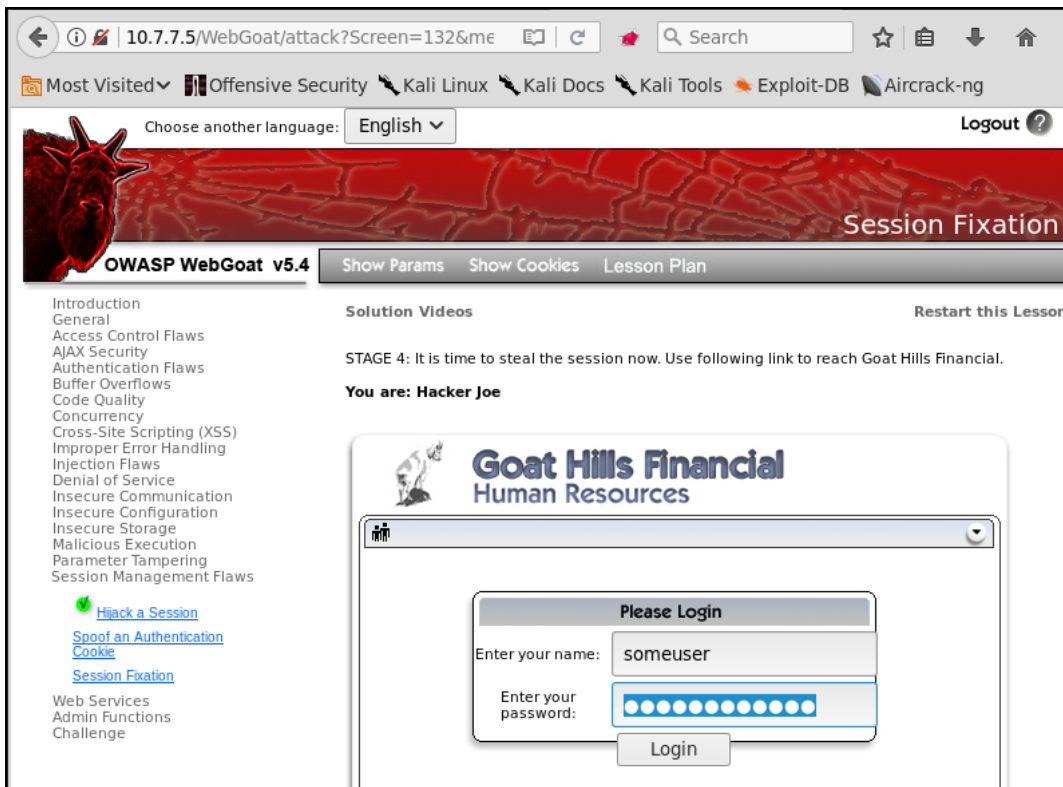 10.7.7.5/WebGoat/attack?Screen=132&me
Search
Most Visited Offensive Security Kali Linux Kali Docs Kali Tools Exploit-DB Aircrack-ng
Choose another language: English Logout ?
Session Fixation
OWASP WebGoat v5.4
Show Params Show Cookies Lesson Plan
Introduction
General
Access Control Flaws
AJAX Security
Authentication Flaws
Buffer Overflows
Code Quality
Concurrency
Cross-Site Scripting (XSS)
Improper Error Handling
Injection Flaws
Denial of Service
Insecure Communication
Insecure Configuration
Insecure Storage
Malicious Execution
Parameter Tampering
Session Management Flaws
Hijack a Session
Spoof an Authentication
Cookie
Session Fixation
Web Services
Admin Functions
Challenge
Solution Videos Restart this Lesson
STAGE 4: It is time to steal the session now. Use following link to reach Goat Hills Financial.
You are: Hacker Joe
Goat Hills Financial
Human Resources
Please Login
Enter your name: someuser
Enter your
password:
Login